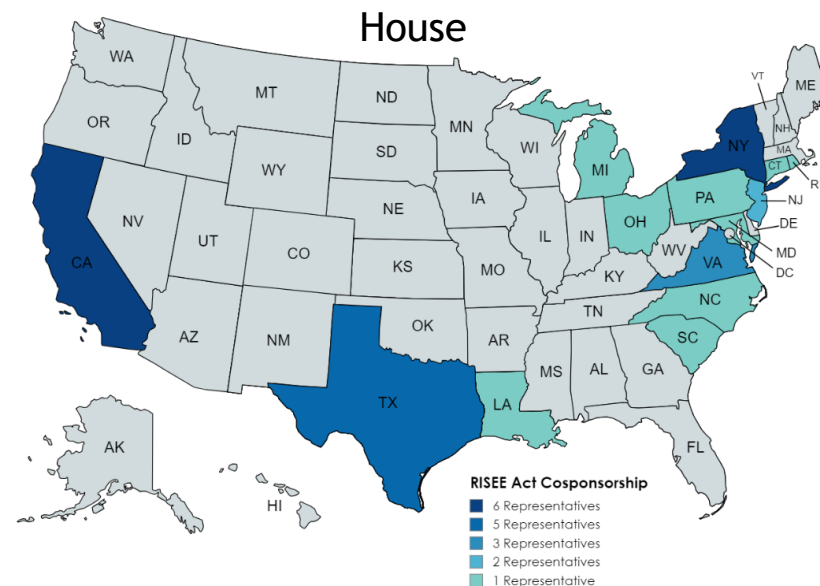 House
WA
MT
ND
MN
ME
VT
OR
ID
SD
WI
NH
NY
MA
WY
MI
CT
R
IA
PA
NJ
NE
NV
OH
DE
UT
IL
IN
WV
MD
CA
CO
VA
DC
KS
MO
KY
NC
TN
AZ
NM
OK
AR
SC
MS
AL
GA
TX
LA
FL
AK
HI
RISEE Act Cosponsorship
6 Representatives
5 Representatives
3 Representatives
2 Representatives
1 Representative